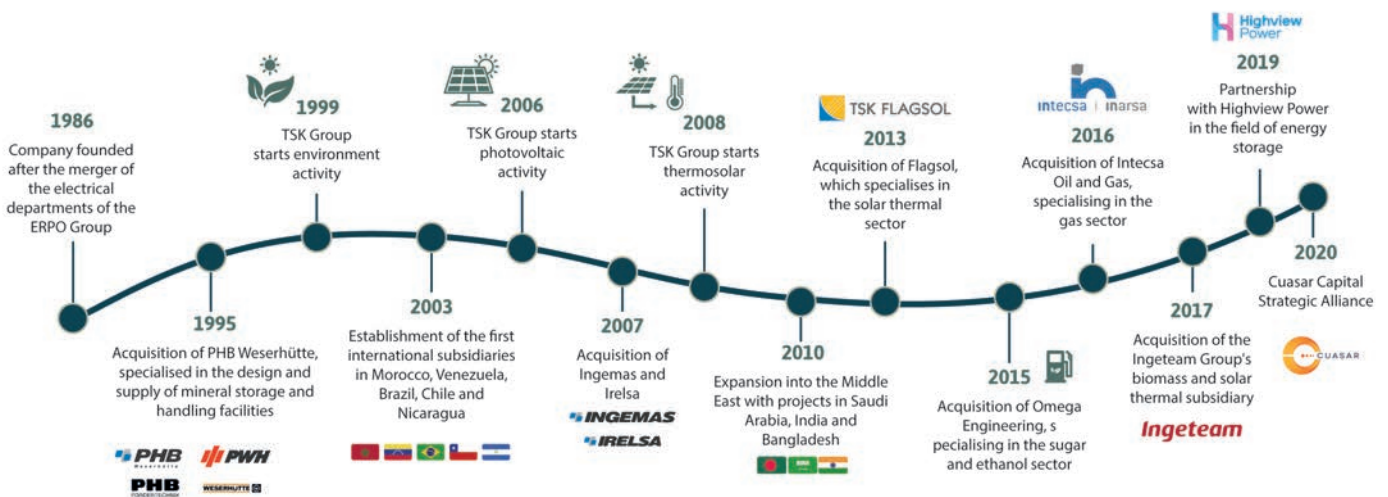 1986
Company founded
after the merger of
the electrical
departments of the
ERPO Group
1995
Acquisition of PHB Weserhütte,
specialised in the design and
supply of mineral storage and
handling facilities
PHB
Weserhütte
PWH
PHB
FÖRDERTECHNIK
WESERHÜTTE
1999
TSK Group
starts environment
activity
2003
Establishment of the first
international subsidiaries
in Morocco, Venezuela,
Brazil, Chile and
Nicaragua
2006
TSK Group starts
photovoltaic
activity
2007
Acquisition of
Ingemas and
Irelsa
INGEMAS
IRELSA
2008
TSK Group starts
thermosolar
activity
2010
Expansion into the Middle
East with projects in Saudi
Arabia, India and
Bangladesh
TSK FLAGSOL
2013
Acquisition of Flagsol,
which specialises in
the solar thermal
sector
2015
Acquisition of Omega
Engineering, s
pecialising in the sugar
and ethanol sector
intecsa inarsa
2016
Acquisition of Intecsa
Oil and Gas,
specialising in the
gas sector
2017
Acquisition of the
Ingeteam Group's
biomass and solar
thermal subsidiary
Ingeteam
Highview
Power
2019
Partnership
with Highview Power
in the field of energy
storage
2020
Cuasar Capital
Strategic Alliance
CUASAR